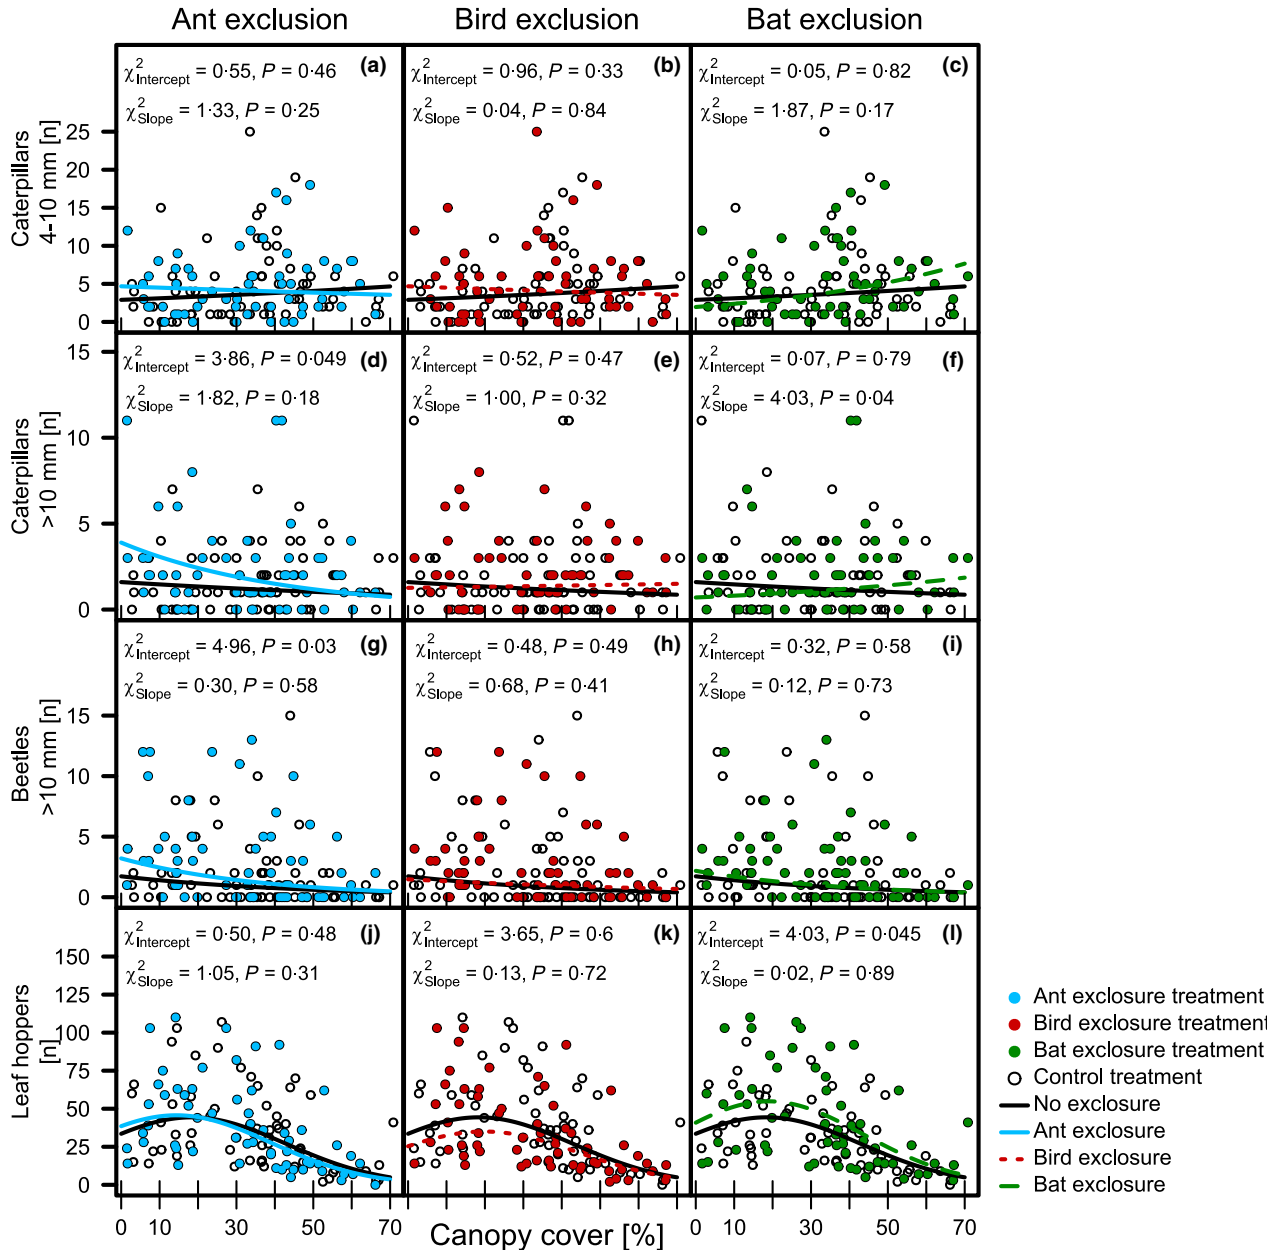 Ant exclusion Bird exclusion Bat exclusion
χ²Intercept = 0·55, P = 0·46 (a)
χ²Slope = 1·33, P = 0·25
χ²Intercept = 0·96, P = 0·33 (b)
χ²Slope = 0·04, P = 0·84
χ²Intercept = 0·05, P = 0·82 (c)
χ²Slope = 1·87, P = 0·17
Caterpillars
4–10 mm [n]
25
20
15
10
5
0
χ²Intercept = 3·86, P = 0·049 (d)
χ²Slope = 1·82, P = 0·18
χ²Intercept = 0·52, P = 0·47 (e)
χ²Slope = 1·00, P = 0·32
χ²Intercept = 0·07, P = 0·79 (f)
χ²Slope = 4·03, P = 0·04
Caterpillars
>10 mm [n]
15
10
5
0
χ²Intercept = 4·96, P = 0·03 (g)
χ²Slope = 0·30, P = 0·58
χ²Intercept = 0·48, P = 0·49 (h)
χ²Slope = 0·68, P = 0·41
χ²Intercept = 0·32, P = 0·58 (i)
χ²Slope = 0·12, P = 0·73
Beetles
>10 mm [n]
15
10
5
0
χ²Intercept = 0·50, P = 0·48 (j)
χ²Slope = 1·05, P = 0·31
χ²Intercept = 3·65, P = 0·6 (k)
χ²Slope = 0·13, P = 0·72
χ²Intercept = 4·03, P = 0·045 (l)
χ²Slope = 0·02, P = 0·89
Leaf hoppers
[n]
150
125
100
75
50
25
0
0 10 30 50 70
0 10 30 50 70
Canopy cover [%]
Ant exclosure treatment
Bird exclosure treatment
Bat exclosure treatment
Control treatment
No exclosure
Ant exclosure
Bird exclosure
Bat exclosure